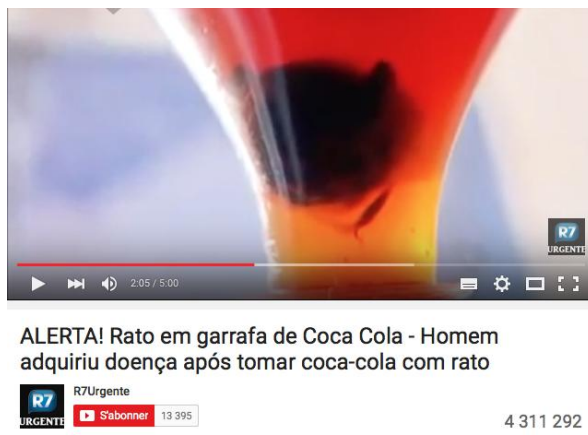 R7
URGENTE
2:05 / 5:00
ALERTA! Rato em garrafa de Coca Cola - Homem
adquiriu doença após tomar coca-cola com rato
R7
URGENTE
R7Urgente
S'abonner 13 395
4 311 292